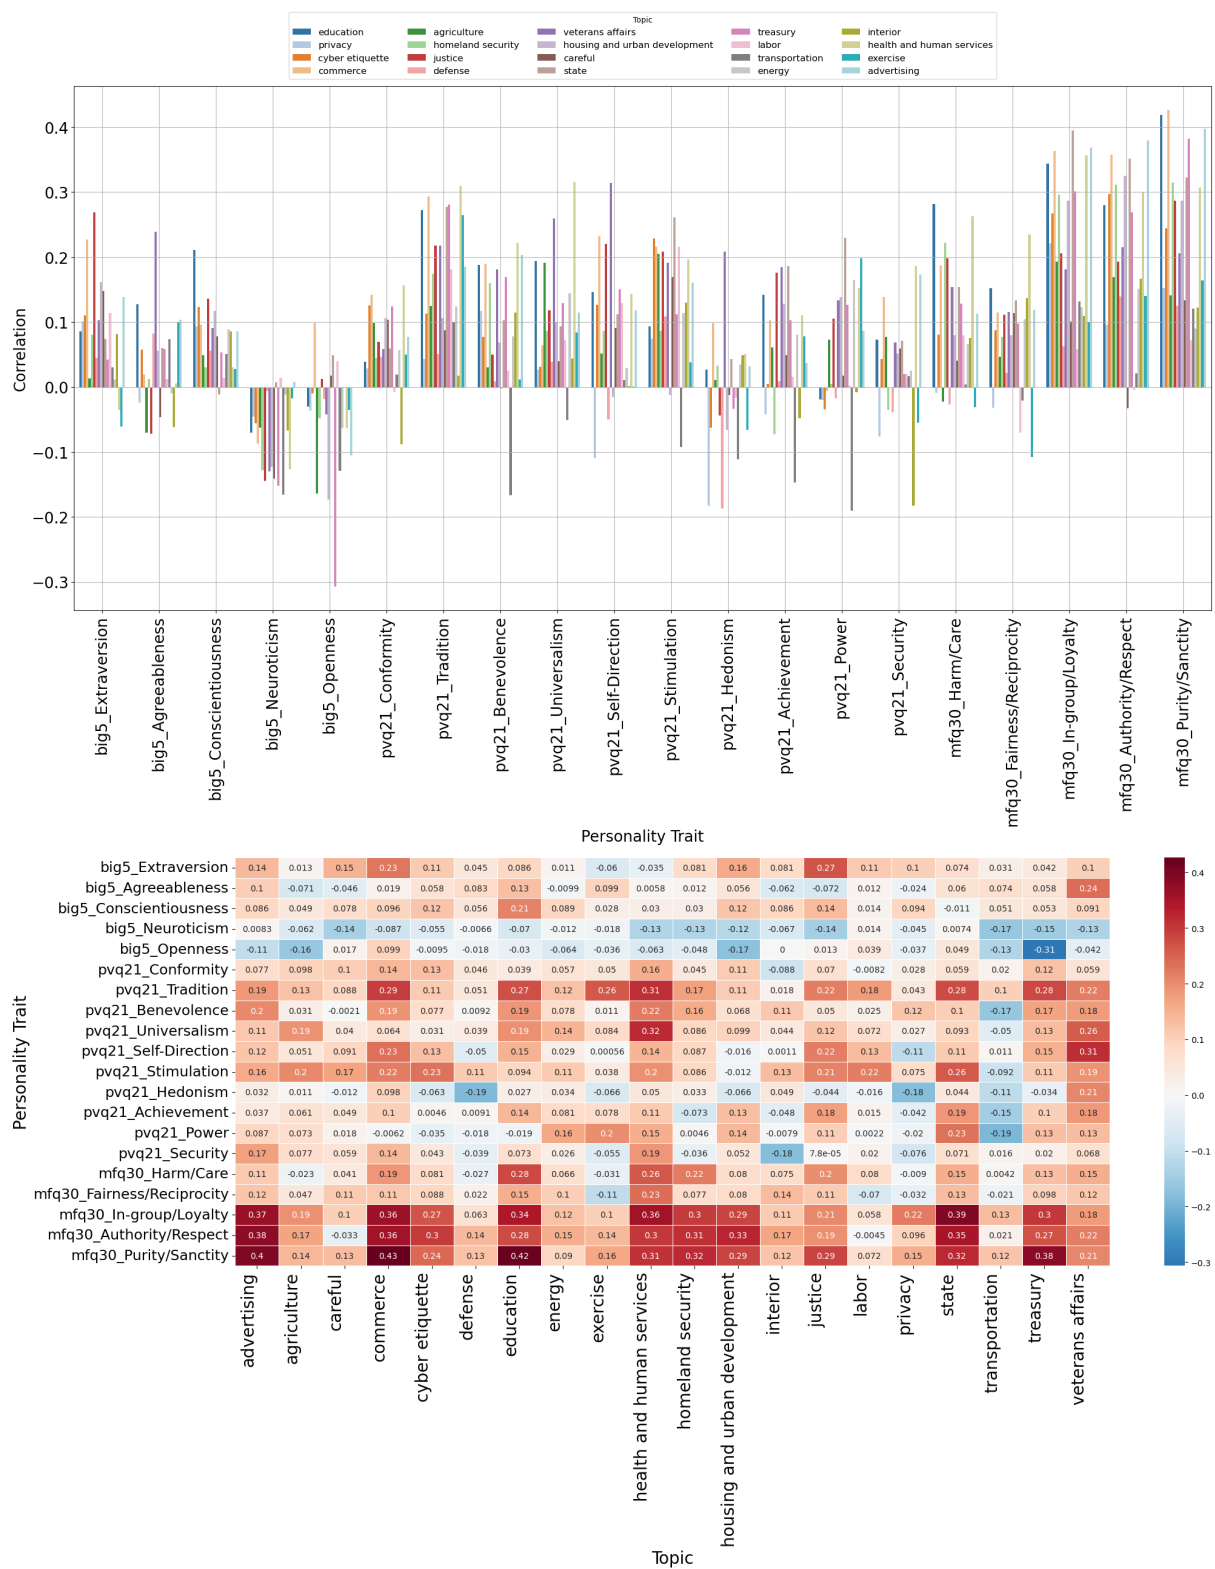 Topic
education agriculture veterans affairs treasury interior
privacy homeland security housing and urban development labor health and human services
cyber etiquette justice careful transportation exercise
commerce defense state energy advertising
Correlation
0.4
0.3
0.2
0.1
0.0
−0.1
−0.2
−0.3
big5_Extraversion
big5_Agreeableness
big5_Conscientiousness
big5_Neuroticism
big5_Openness
pvq21_Conformity
pvq21_Tradition
pvq21_Benevolence
pvq21_Universalism
pvq21_Self-Direction
pvq21_Stimulation
pvq21_Hedonism
pvq21_Achievement
pvq21_Power
pvq21_Security
mfq30_Harm/Care
mfq30_Fairness/Reciprocity
mfq30_In-group/Loyalty
mfq30_Authority/Respect
mfq30_Purity/Sanctity
Personality Trait
Personality Trait
big5_Extraversion 0.14 0.013 0.15 0.23 0.11 0.045 0.086 0.011 -0.06 -0.035 0.081 0.16 0.081 0.27 0.11 0.1 0.074 0.031 0.042 0.1
big5_Agreeableness 0.1 -0.071 -0.046 0.019 0.058 0.083 0.13 -0.0099 0.099 0.0058 0.012 0.056 -0.062 -0.072 0.012 -0.024 0.06 0.074 0.058 0.24
big5_Conscientiousness 0.086 0.049 0.078 0.096 0.12 0.056 0.21 0.089 0.028 0.03 0.03 0.12 0.086 0.14 0.014 0.094 -0.011 0.051 0.053 0.091
big5_Neuroticism 0.0083 -0.062 -0.14 -0.087 -0.055 -0.0066 -0.07 -0.012 -0.018 -0.13 -0.13 -0.12 -0.067 -0.14 0.014 -0.045 0.0074 -0.17 -0.15 -0.13
big5_Openness -0.11 -0.16 0.017 0.099 -0.0095 -0.018 -0.03 -0.064 -0.036 -0.063 -0.048 -0.17 0 0.013 0.039 -0.037 0.049 -0.13 -0.31 -0.042
pvq21_Conformity 0.077 0.098 0.1 0.14 0.13 0.046 0.039 0.057 0.05 0.16 0.045 0.11 -0.088 0.07 -0.0082 0.028 0.059 0.02 0.12 0.059
pvq21_Tradition 0.19 0.13 0.088 0.29 0.11 0.051 0.27 0.12 0.26 0.31 0.17 0.11 0.018 0.22 0.18 0.043 0.28 0.1 0.28 0.22
pvq21_Benevolence 0.2 0.031 -0.0021 0.19 0.077 0.0092 0.19 0.078 0.011 0.22 0.16 0.068 0.11 0.05 0.025 0.12 0.1 -0.17 0.17 0.18
pvq21_Universalism 0.11 0.19 0.04 0.064 0.031 0.039 0.19 0.14 0.084 0.32 0.086 0.099 0.044 0.12 0.072 0.027 0.093 -0.05 0.13 0.26
pvq21_Self-Direction 0.12 0.051 0.091 0.23 0.13 -0.05 0.15 0.029 0.00056 0.14 0.087 -0.016 0.0011 0.22 0.13 -0.11 0.11 0.011 0.15 0.31
pvq21_Stimulation 0.16 0.2 0.17 0.22 0.23 0.11 0.094 0.11 0.038 0.2 0.086 -0.012 0.13 0.21 0.22 0.075 0.26 -0.092 0.11 0.19
pvq21_Hedonism 0.032 0.011 -0.012 0.098 -0.063 -0.19 0.027 0.034 -0.066 0.05 0.033 -0.066 0.049 -0.044 -0.016 -0.18 0.044 -0.11 -0.034 0.21
pvq21_Achievement 0.037 0.061 0.049 0.1 0.0046 0.0091 0.14 0.081 0.078 0.11 -0.073 0.13 -0.048 0.18 0.015 -0.042 0.19 -0.15 0.1 0.18
pvq21_Power 0.087 0.073 0.018 -0.0062 -0.035 -0.018 -0.019 0.16 0.2 0.15 0.0046 0.14 -0.0079 0.11 0.0022 -0.02 0.23 -0.19 0.13 0.13
pvq21_Security 0.17 0.077 0.059 0.14 0.043 -0.039 0.073 0.026 -0.055 0.19 -0.036 0.052 -0.18 7.8e-05 0.02 -0.076 0.071 0.016 0.02 0.068
mfq30_Harm/Care 0.11 -0.023 0.041 0.19 0.081 -0.027 0.28 0.066 -0.031 0.26 0.22 0.08 0.075 0.2 0.08 -0.009 0.15 0.0042 0.13 0.15
mfq30_Fairness/Reciprocity 0.12 0.047 0.11 0.11 0.088 0.022 0.15 0.1 -0.11 0.23 0.077 0.08 0.14 0.11 -0.07 -0.032 0.13 -0.021 0.098 0.12
mfq30_In-group/Loyalty 0.37 0.19 0.1 0.36 0.27 0.063 0.34 0.12 0.1 0.36 0.3 0.29 0.11 0.21 0.058 0.22 0.39 0.13 0.3 0.18
mfq30_Authority/Respect 0.38 0.17 -0.033 0.36 0.3 0.14 0.28 0.15 0.14 0.3 0.31 0.33 0.17 0.19 -0.0045 0.096 0.35 0.021 0.27 0.22
mfq30_Purity/Sanctity 0.4 0.14 0.13 0.43 0.24 0.13 0.42 0.09 0.16 0.31 0.32 0.29 0.12 0.29 0.072 0.15 0.32 0.12 0.38 0.21
advertising
agriculture
careful
commerce
cyber etiquette
defense
education
energy
exercise
health and human services
homeland security
housing and urban development
interior
justice
labor
privacy
state
transportation
treasury
veterans affairs
Topic
0.4
0.3
0.2
0.1
0.0
−0.1
−0.2
−0.3